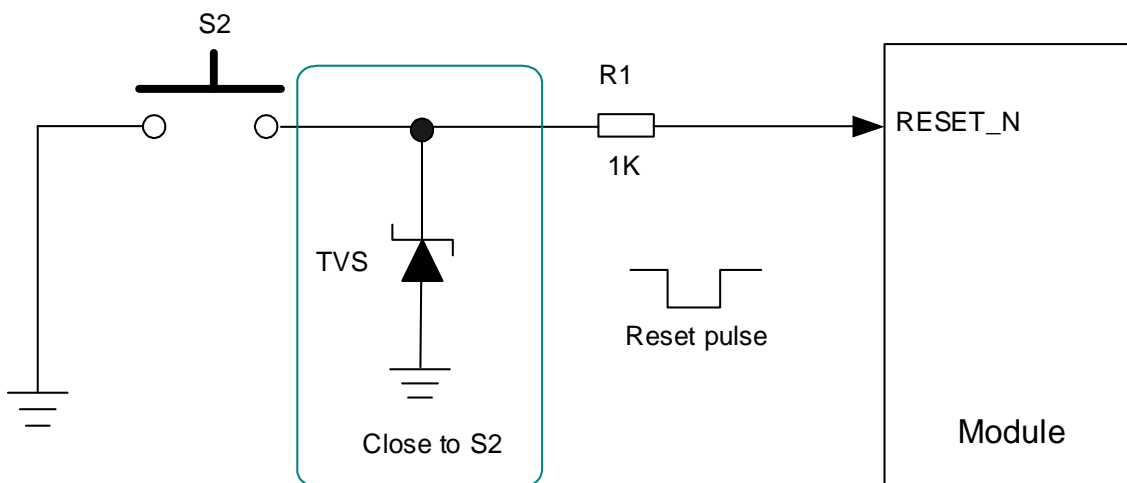 S2
R1
RESET_N
1K
TVS
Reset pulse
Close to S2
Module